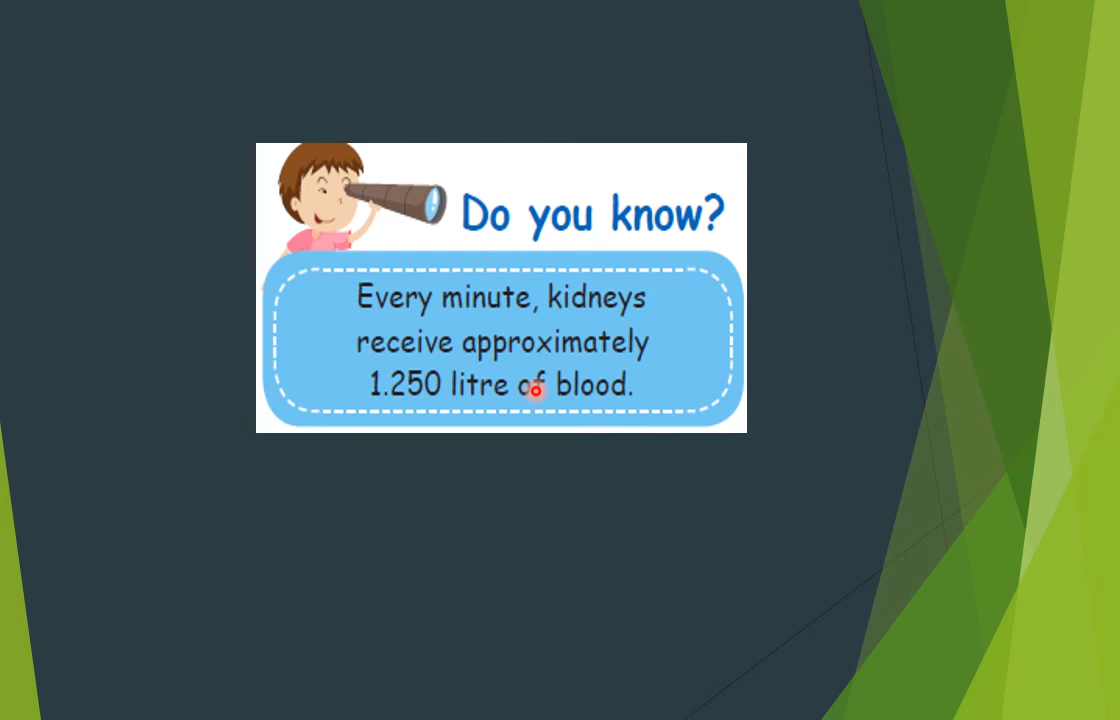 Do you know?
Every minute, kidneys
receive approximately
1.250 litre of blood.